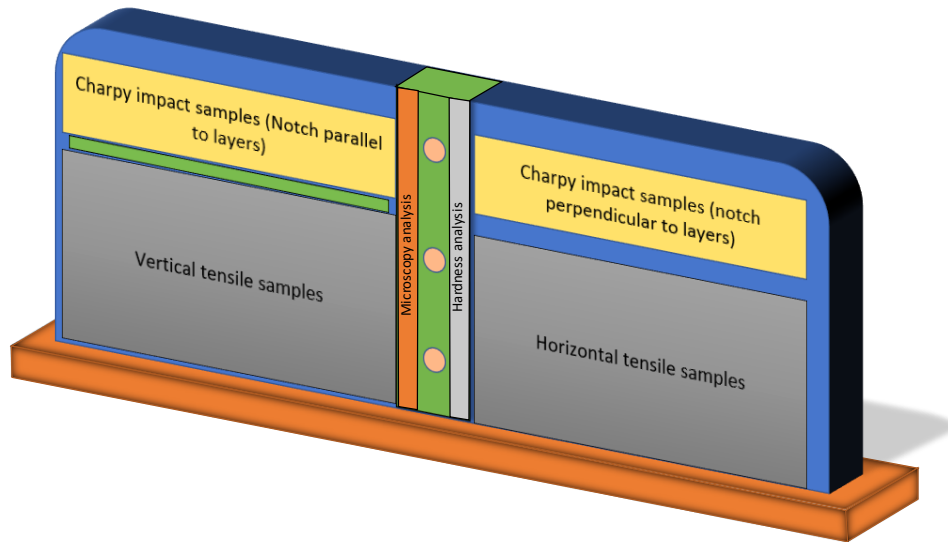 Charpy impact samples (Notch parallel
to layers)
Vertical tensile samples
Microscopy analysis
Hardness analysis
Charpy impact samples (notch
perpendicular to layers)
Horizontal tensile samples